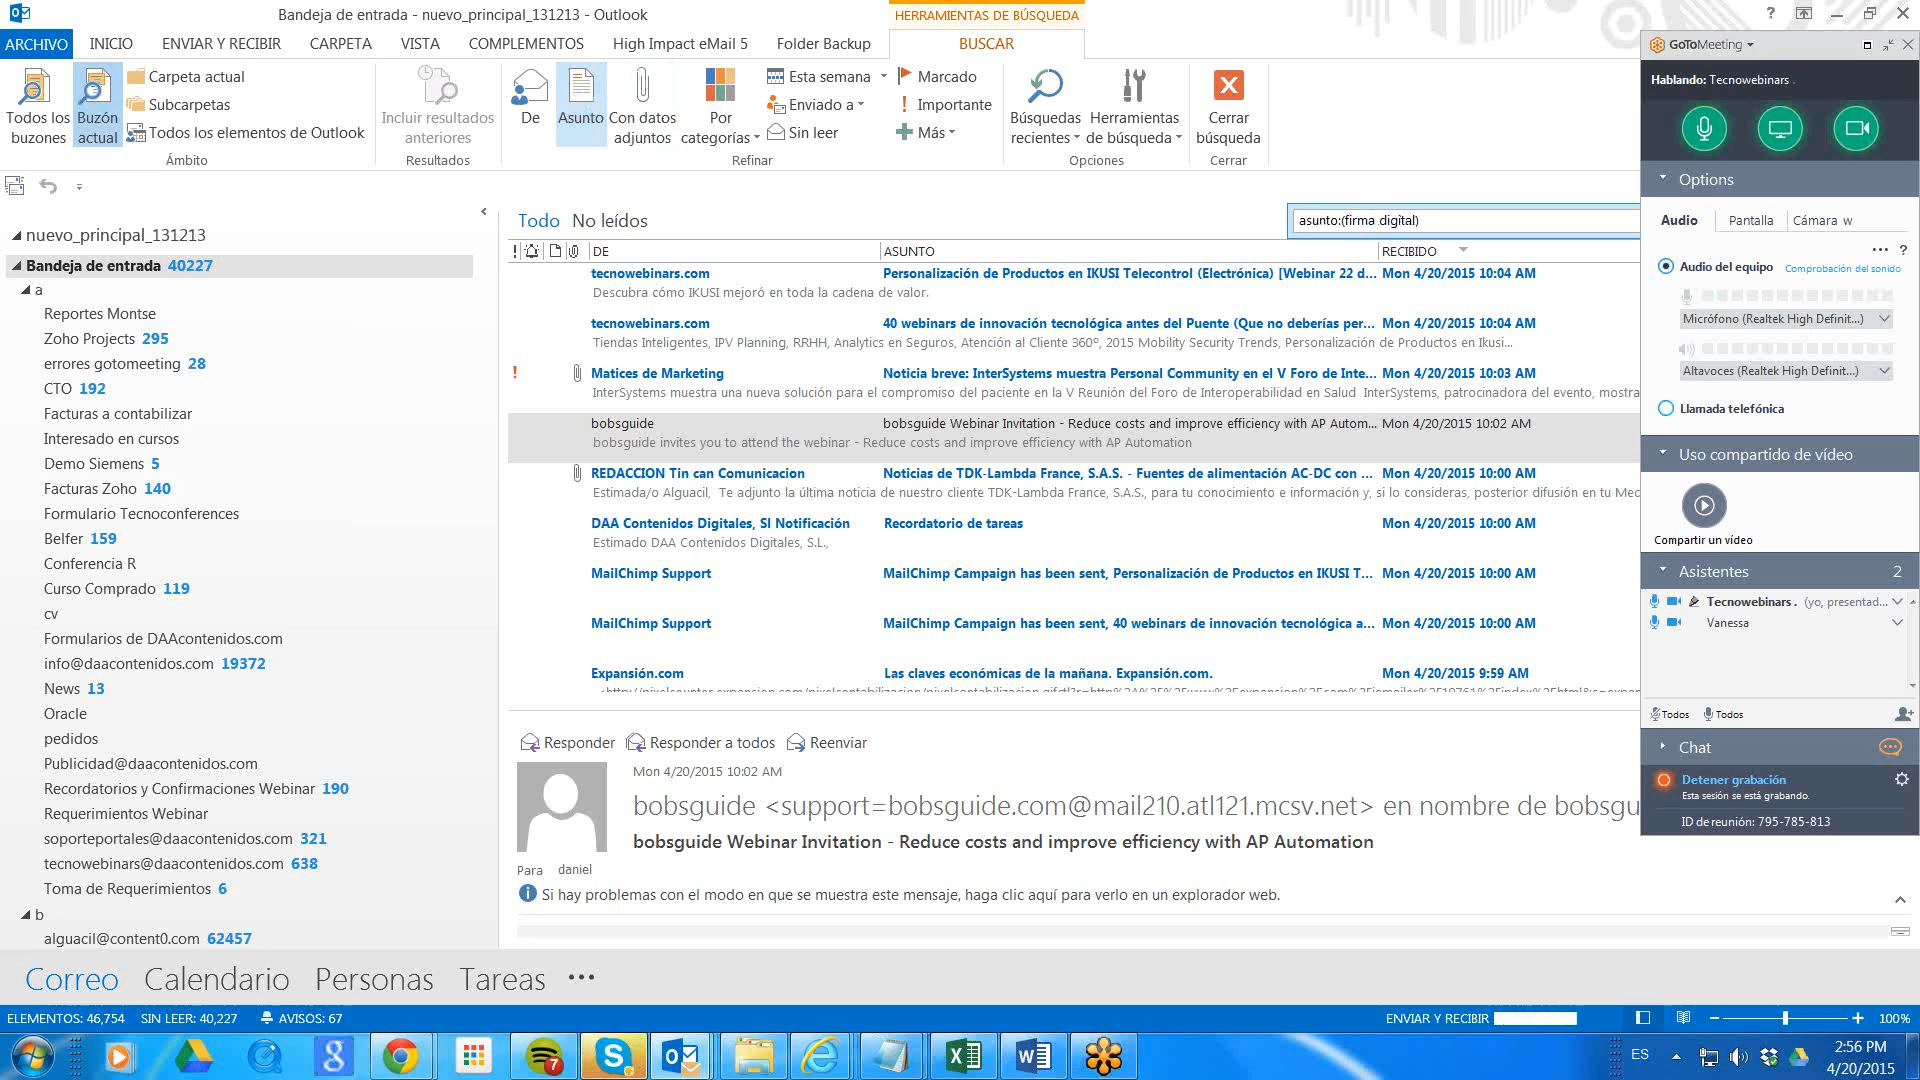 Bandeja de entrada - nuevo_principal_131213 - Outlook
HERRAMIENTAS DE BÚSQUEDA
ARCHIVO INICIO ENVIAR Y RECIBIR CARPETA VISTA COMPLEMENTOS High Impact eMail 5 Folder Backup BUSCAR
Todos los buzones
Buzón actual
Carpeta actual
Subcarpetas
Todos los elementos de Outlook
Ámbito
Incluir resultados anteriores
Resultados
De
Asunto
Con datos adjuntos
Por categorías
Esta semana
Enviado a
Sin leer
Marcado
Importante
Más
Refinar
Búsquedas recientes
Herramientas de búsqueda
Opciones
Cerrar búsqueda
Cerrar
nuevo_principal_131213
Bandeja de entrada 40227
a
Reportes Montse
Zoho Projects 295
errores gotomeeting 28
CTO 192
Facturas a contabilizar
Interesado en cursos
Demo Siemens 5
Facturas Zoho 140
Formulario Tecnoconferences
Belfer 159
Conferencia R
Curso Comprado 119
cv
Formularios de DAAcontenidos.com
info@daacontenidos.com 19372
News 13
Oracle
pedidos
Publicidad@daacontenidos.com
Recordatorios y Confirmaciones Webinar 190
Requerimientos Webinar
soporteportales@daacontenidos.com 321
tecnowebinars@daacontenidos.com 638
Toma de Requerimientos 6
b
alguacil@content0.com 62457
Todo No leídos
asunto:(firma digital)
DE ASUNTO RECIBIDO
tecnowebinars.com Personalización de Productos en IKUSI Telecontrol (Electrónica) [Webinar 22 d... Mon 4/20/2015 10:04 AM
Descubra cómo IKUSI mejoró en toda la cadena de valor.
tecnowebinars.com 40 webinars de innovación tecnológica antes del Puente (Que no deberías per... Mon 4/20/2015 10:04 AM
Tiendas Inteligentes, IPV Planning, RRHH, Analytics en Seguros, Atención al Cliente 360º, 2015 Mobility Security Trends, Personalización de Productos en Ikusi...
Matices de Marketing Noticia breve: InterSystems muestra Personal Community en el V Foro de Inte... Mon 4/20/2015 10:03 AM
InterSystems muestra una nueva solución para el compromiso del paciente en la V Reunión del Foro de Interoperabilidad en Salud InterSystems, patrocinadora del evento, mostra
bobsguide bobsguide Webinar Invitation - Reduce costs and improve efficiency with AP Autom... Mon 4/20/2015 10:02 AM
bobsguide invites you to attend the webinar - Reduce costs and improve efficiency with AP Automation
REDACCION Tin can Comunicacion Noticias de TDK-Lambda France, S.A.S. - Fuentes de alimentación AC-DC con ... Mon 4/20/2015 10:00 AM
Estimada/o Alguacil, Te adjunto la última noticia de nuestro cliente TDK-Lambda France, S.A.S., para tu conocimiento e información y, si lo consideras, posterior difusión en tu Mec
DAA Contenidos Digitales, Sl Notificación Recordatorio de tareas Mon 4/20/2015 10:00 AM
Estimado DAA Contenidos Digitales, S.L.,
MailChimp Support MailChimp Campaign has been sent, Personalización de Productos en IKUSI T... Mon 4/20/2015 10:00 AM
MailChimp Support MailChimp Campaign has been sent, 40 webinars de innovación tecnológica a... Mon 4/20/2015 10:00 AM
Expansión.com Las claves económicas de la mañana. Expansión.com. Mon 4/20/2015 9:59 AM
Responder Responder a todos Reenviar
Mon 4/20/2015 10:02 AM
bobsguide <support=bobsguide.com@mail210.atl121.mcsv.net> en nombre de bobsgu
bobsguide Webinar Invitation - Reduce costs and improve efficiency with AP Automation
Para daniel
Si hay problemas con el modo en que se muestra este mensaje, haga clic aquí para verlo en un explorador web.
GoToMeeting
Hablando: Tecnowebinars .
Options
Audio Pantalla Cámara w
... ?
Audio del equipo Comprobación del sonido
Micrófono (Realtek High Definit...)
Altavoces (Realtek High Definit...)
Llamada telefónica
Uso compartido de vídeo
Compartir un vídeo
Asistentes 2
Tecnowebinars . (yo, presentad...
Vanessa
Todos Todos
Chat
Detener grabación
Esta sesión se está grabando.
ID de reunión: 795-785-813
Correo Calendario Personas Tareas •••
ELEMENTOS: 46,754 SIN LEER: 40,227 AVISOS: 67 ENVIAR Y RECIBIR 100%
ES
2:56 PM
4/20/2015